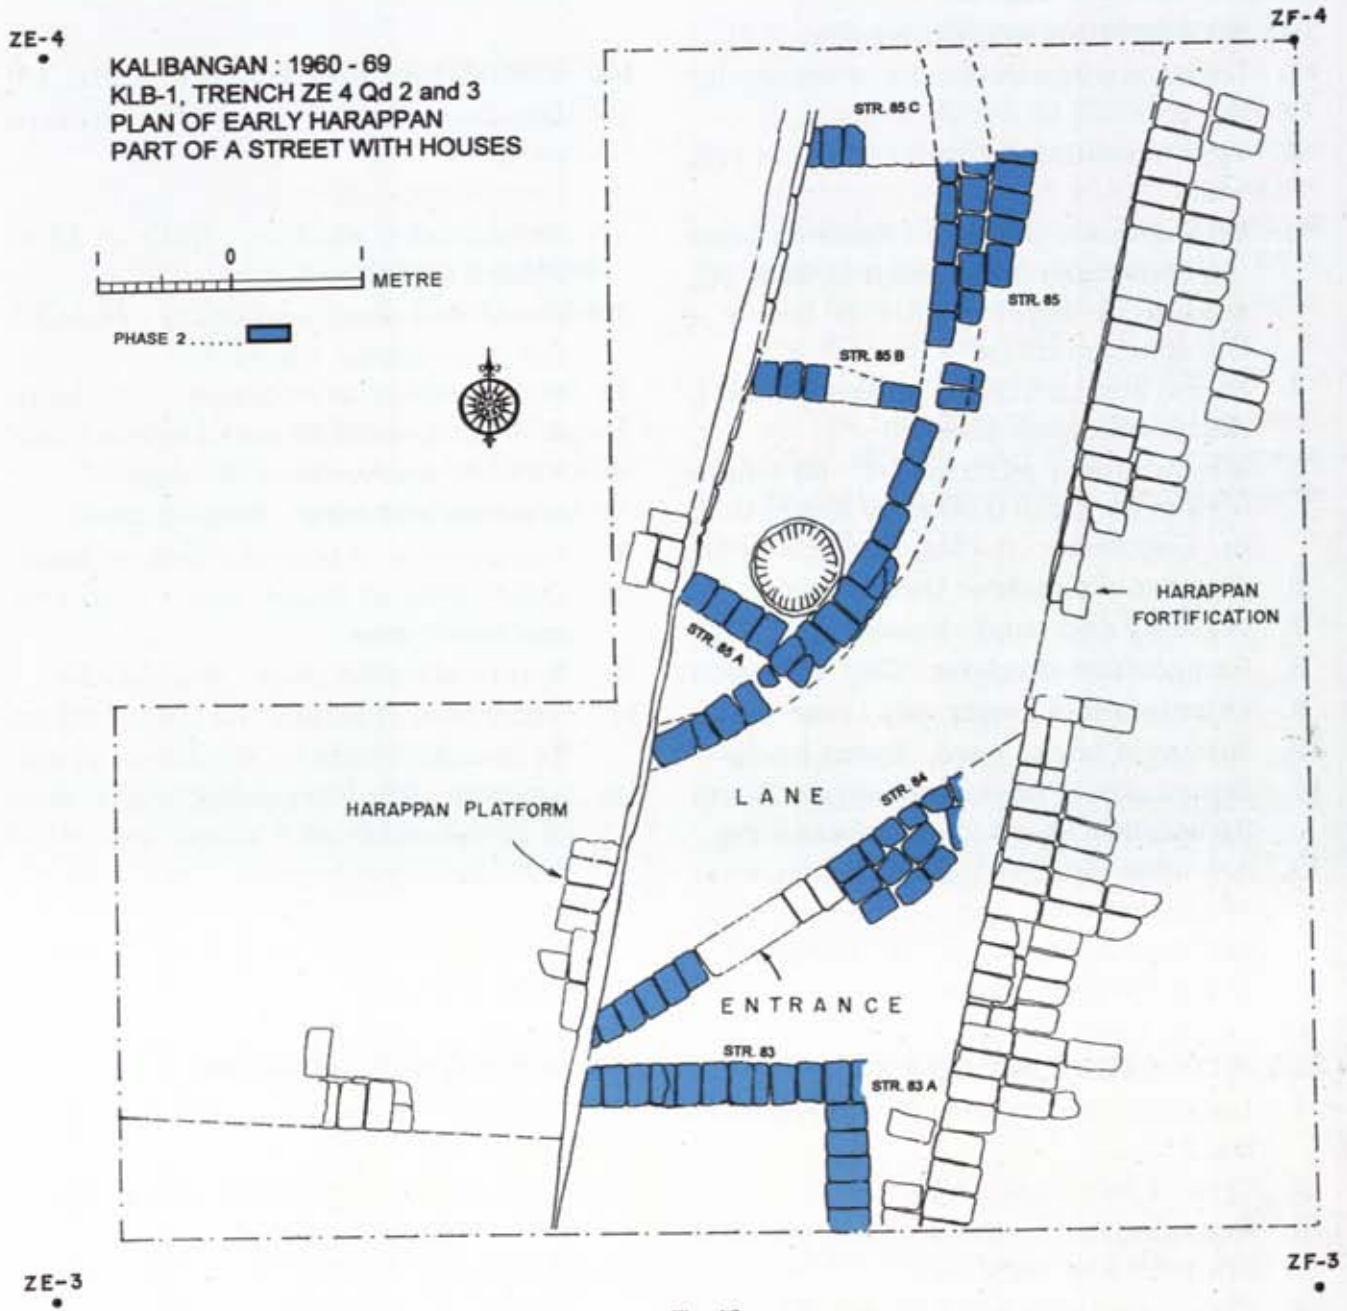 ZE-4
ZF-4
KALIBANGAN : 1960 - 69
KLB-1, TRENCH ZE 4 Qd 2 and 3
PLAN OF EARLY HARAPPAN
PART OF A STREET WITH HOUSES
0
METRE
PHASE 2 ......
STR. 85 C
STR. 85
STR. 85 B
HARAPPAN
FORTIFICATION
STR. 85 A
LANE
STR. 84
HARAPPAN PLATFORM
ENTRANCE
STR. 83
STR. 83 A
ZE-3
ZF-3